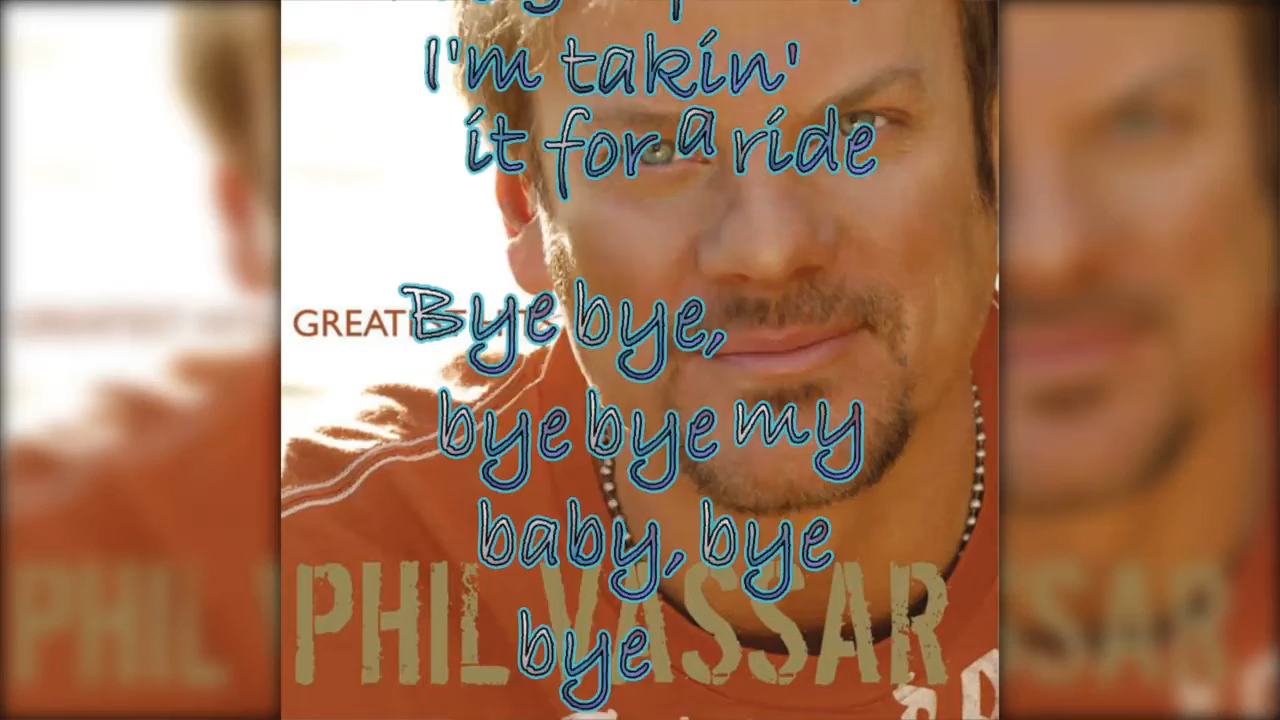 I'm takin'
it for a ride
Bye bye,
GREAT
bye bye my
baby, bye
PHIL VASSAR
bye